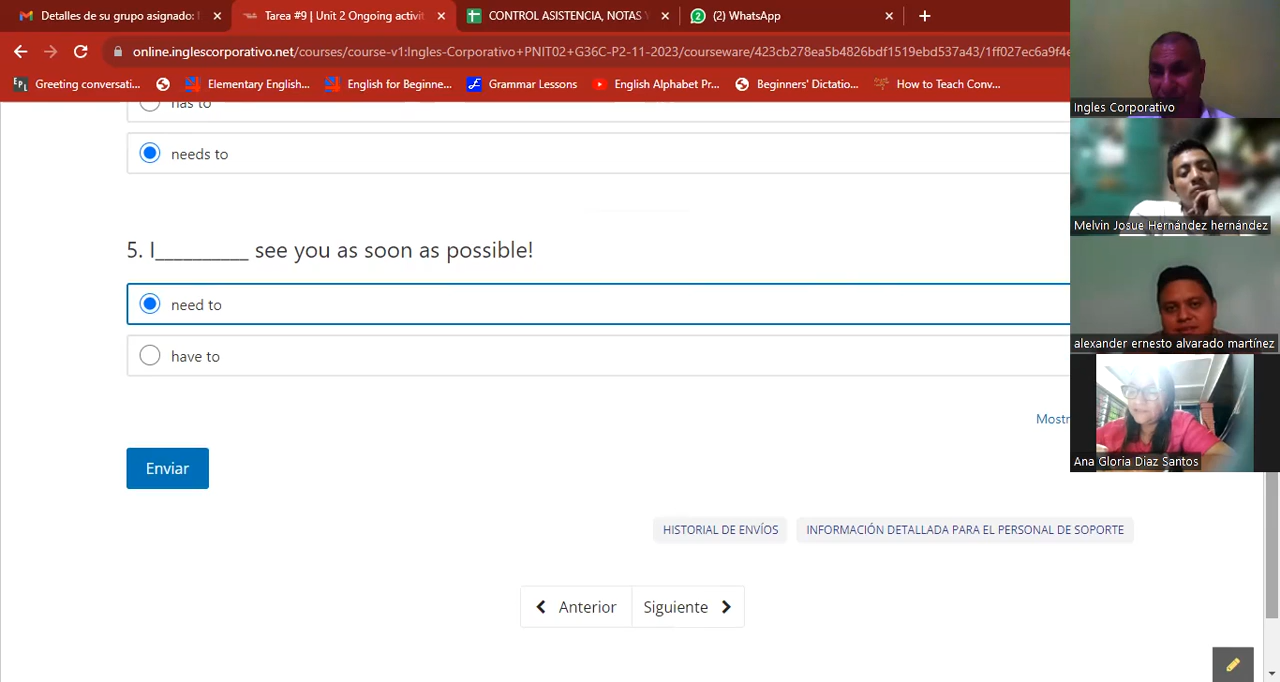 Detalles de su grupo asignado:
Tarea #9 | Unit 2 Ongoing activit
CONTROL ASISTENCIA, NOTAS Y
(2) WhatsApp
online.inglescorporativo.net/courses/course-v1:Ingles-Corporativo+PNIT02+G36C-P2-11-2023/courseware/423cb278ea5b4826bdf1519ebd537a43/1ff027ec6a9f4e
Greeting conversati...
Elementary English...
English for Beginne...
Grammar Lessons
English Alphabet Pr...
Beginners' Dictatio...
How to Teach Conv...
has to
needs to
5. I__________ see you as soon as possible!
need to
have to
Mostr
Enviar
HISTORIAL DE ENVÍOS
INFORMACIÓN DETALLADA PARA EL PERSONAL DE SOPORTE
Anterior
Siguiente
Ingles Corporativo
Melvin Josue Hernández hernández
alexander ernesto alvarado martínez
Ana Gloria Diaz Santos